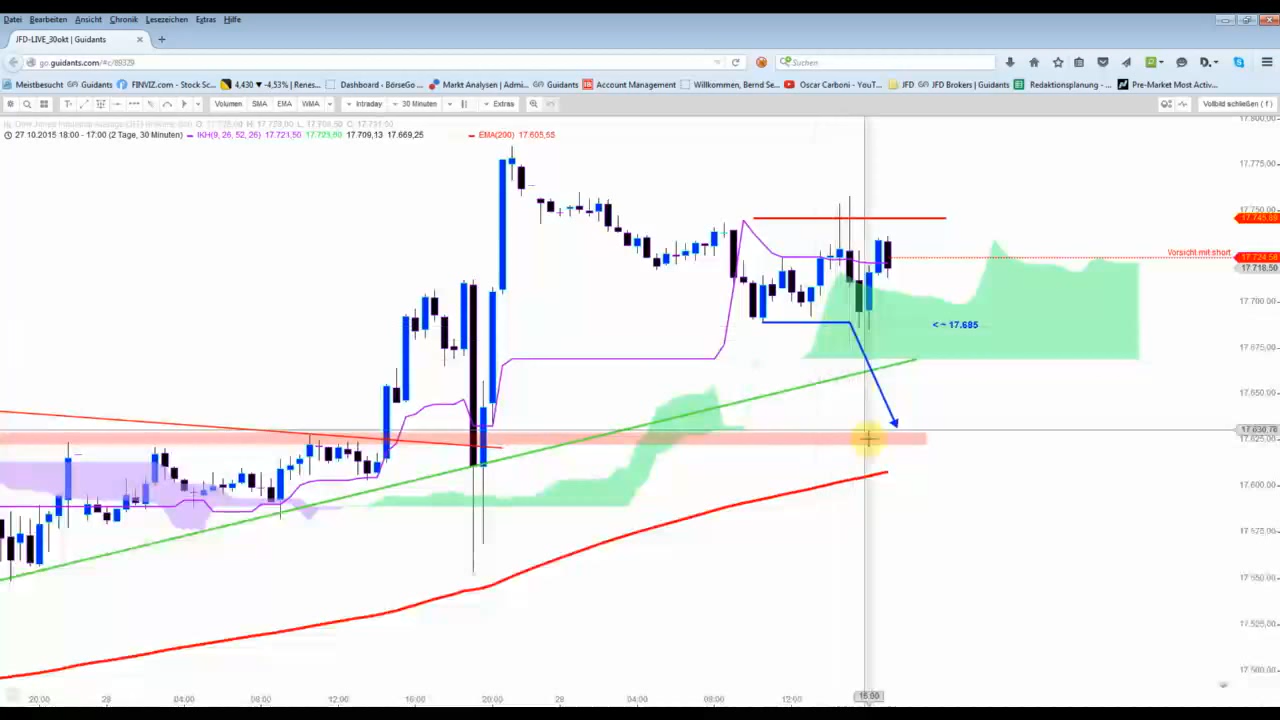 Datei Bearbeiten Ansicht Chronik Lesezeichen Extras Hilfe
JFD-LIVE_30okt | Guidants
go.guidants.com/#c/69329
Suchen
Meistbesucht Guidants FINVIZ.com - Stock Sc... 4,430 ▼ -4,53% | Renes... Dashboard - BörseGo ... Markt Analysen | Admi... Guidants Account Management Willkommen, Bernd Se... Oscar Carboni - YouT... JFD JFD Brokers | Guidants Redaktionsplanung - ... Pre-Market Most Activ...
Volumen SMA EMA WMA Intraday 30 Minuten Extras Vollbild schließen ( f )
27.10.2015 18:00 - 17:00 (2 Tage, 30 Minuten) IKH(9, 26, 52, 26) 17.721,50 17.709,13 17.669,25 EMA(200) 17.605,55
17.800,00
17.775,00
17.750,00
17.745,89
Vorsicht mit short
17.724,58
17.718,50
17.700,00
<~ 17.685
17.675,00
17.650,00
17.630,78
17.625,00
17.600,00
17.575,00
17.550,00
17.525,00
17.500,00
20:00 28 04:00 08:00 12:00 16:00 20:00 04:00 08:00 12:00